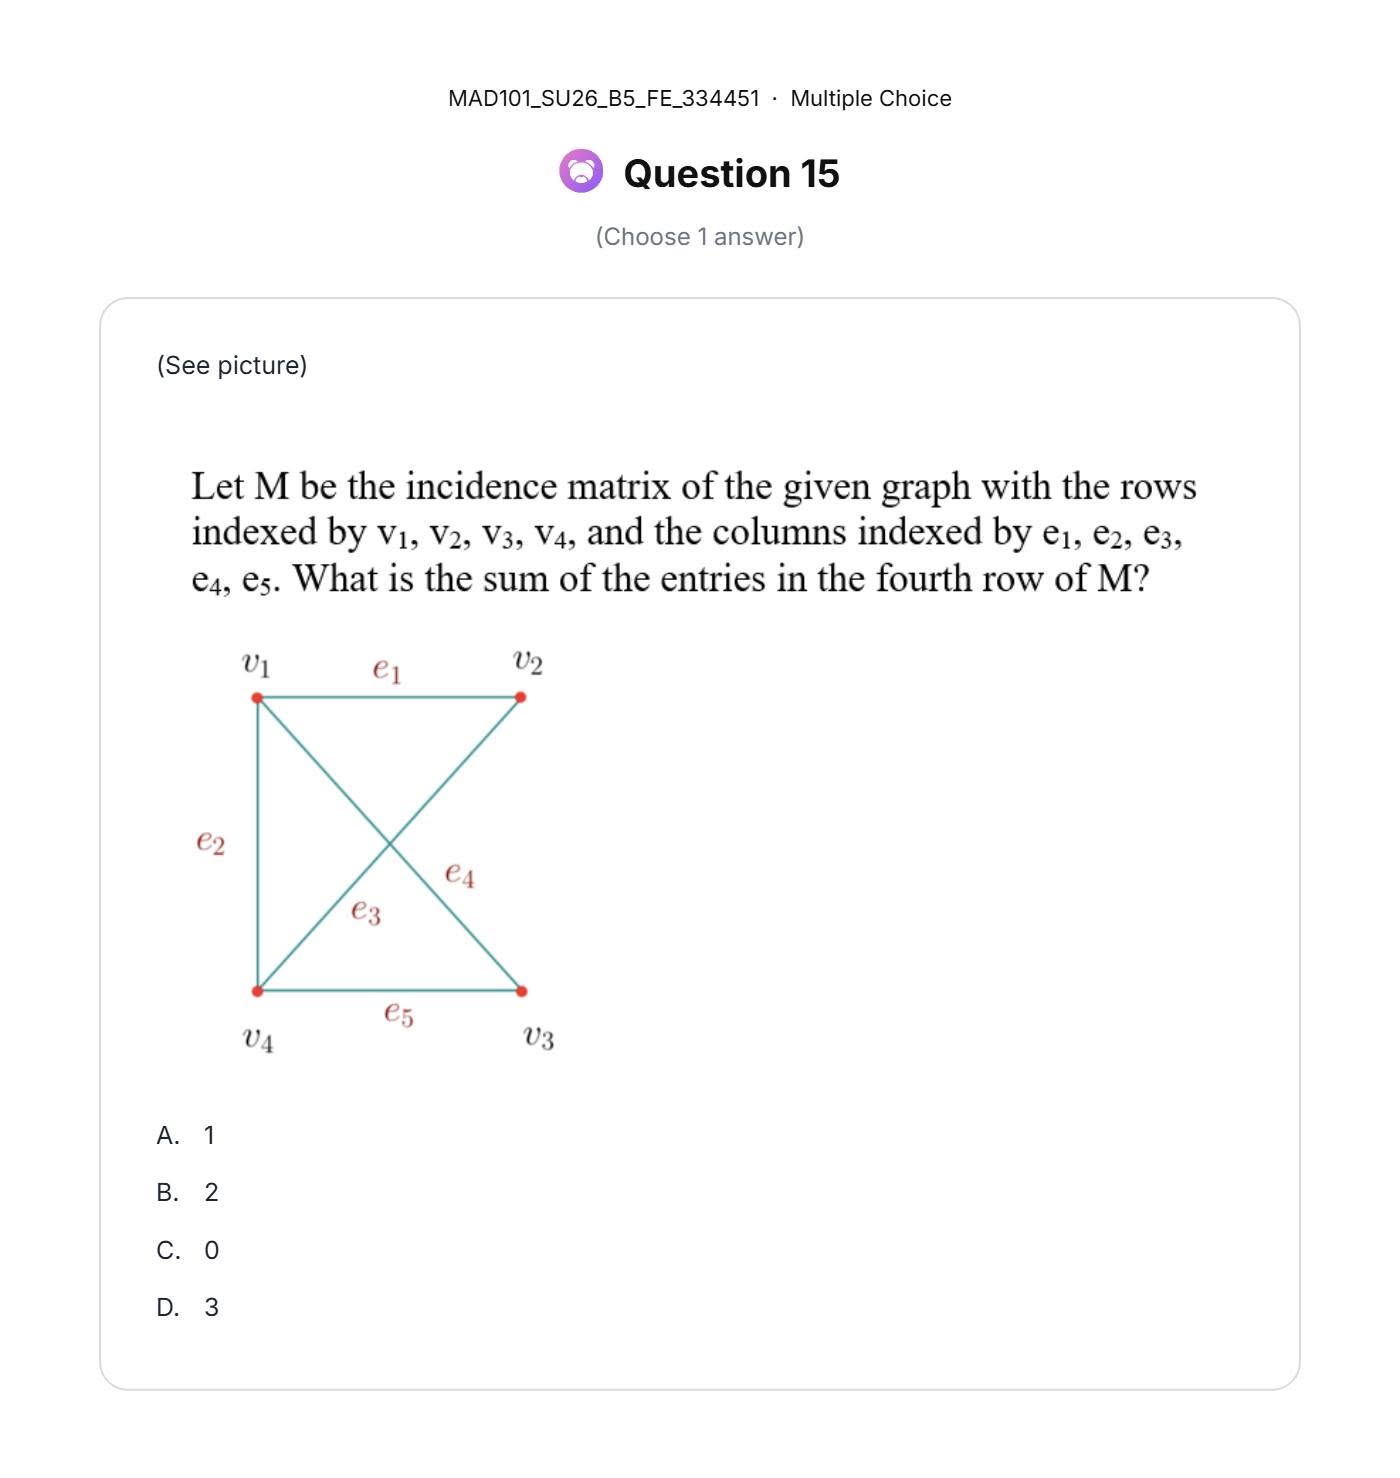 MAD101_SU26_B5_FE_334451 · Multiple Choice
Question 15
(Choose 1 answer)
(See picture)
Let M be the incidence matrix of the given graph with the rows
indexed by v₁, v₂, v₃, v₄, and the columns indexed by e₁, e₂, e₃,
e₄, e₅. What is the sum of the entries in the fourth row of M?
v₁ e₁ v₂
e₂
e₄
e₃
e₅
v₄ v₃
A. 1
B. 2
C. 0
D. 3